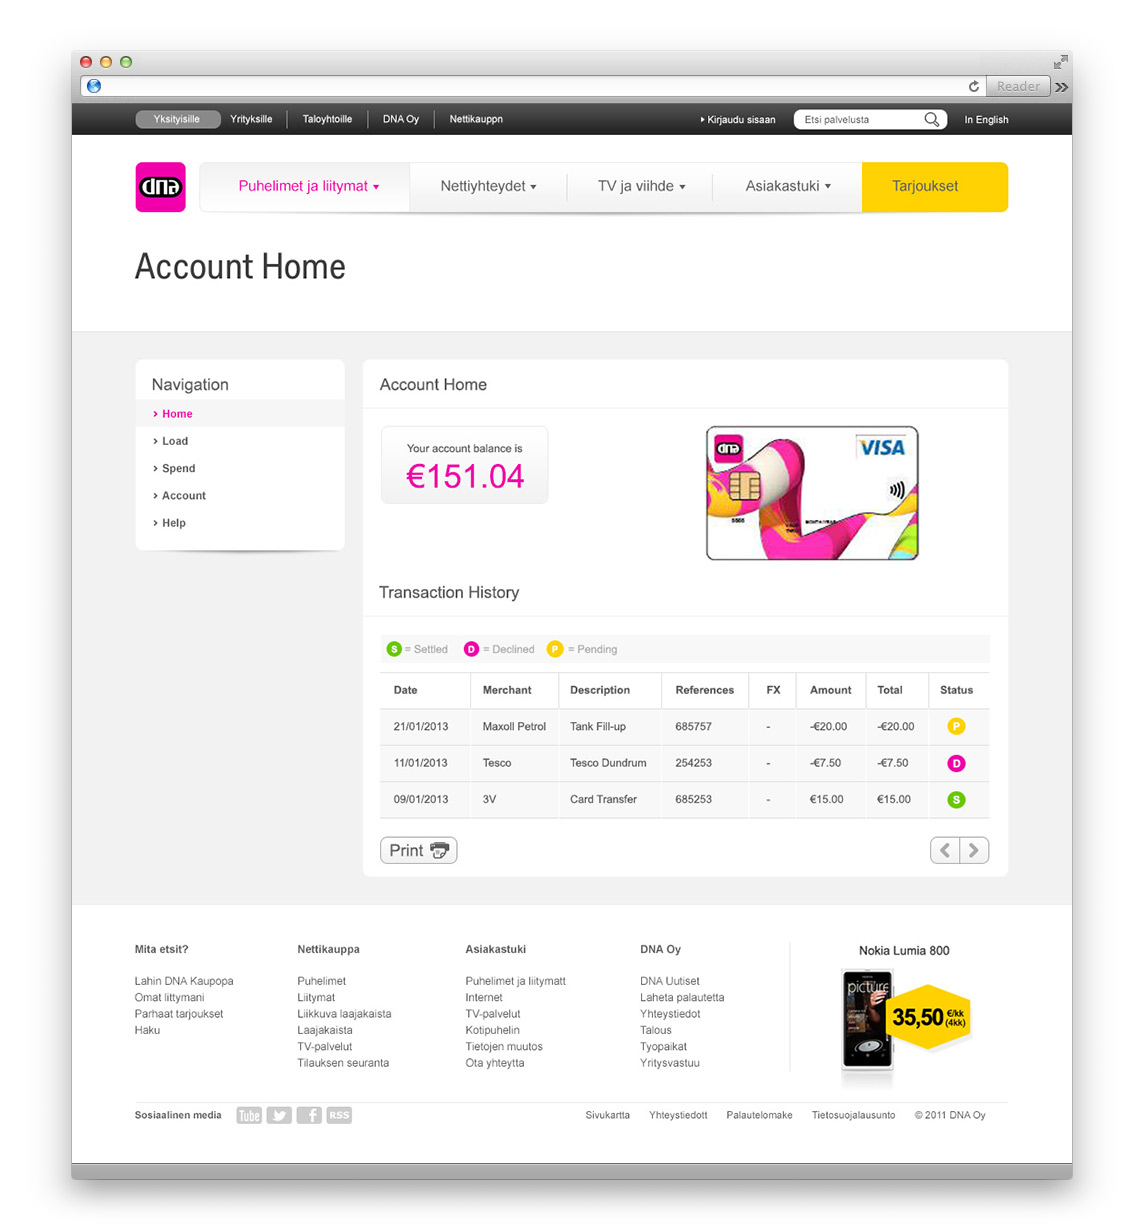 Reader
Yksityisille Yrityksille Taloyhtoille DNA Oy Nettikauppn Kirjaudu sisaan Etsi palvelusta In English
dna Puhelimet ja liitymat Nettiyhteydet TV ja viihde Asiakastuki Tarjoukset
Account Home
Navigation
Home
Load
Spend
Account
Help
Account Home
Your account balance is
€151.04
dna VISA
Transaction History
S = Settled D = Declined P = Pending
Date Merchant Description References FX Amount Total Status
21/01/2013 Maxoll Petrol Tank Fill-up 685757 - -€20.00 -€20.00 P
11/01/2013 Tesco Tesco Dundrum 254253 - -€7.50 -€7.50 D
09/01/2013 3V Card Transfer 685253 - €15.00 €15.00 S
Print
Mita etsit?
Lahin DNA Kaupopa
Omat liittymani
Parhaat tarjoukset
Haku
Nettikauppa
Puhelimet
Liitymat
Liikkuva laajakaista
Laajakaista
TV-palvelut
Tilauksen seuranta
Asiakastuki
Puhelimet ja liitymatt
Internet
TV-palvelut
Kotipuhelin
Tietojen muutos
Ota yhteytta
DNA Oy
DNA Uutiset
Laheta palautetta
Yhteystiedot
Talous
Tyopaikat
Yritysvastuu
Nokia Lumia 800
picture
35,50 €/kk
(4kk)
Sosiaalinen media Tube RSS Sivukartta Yhteystiedott Palautelomake Tietosuojalausunto © 2011 DNA Oy